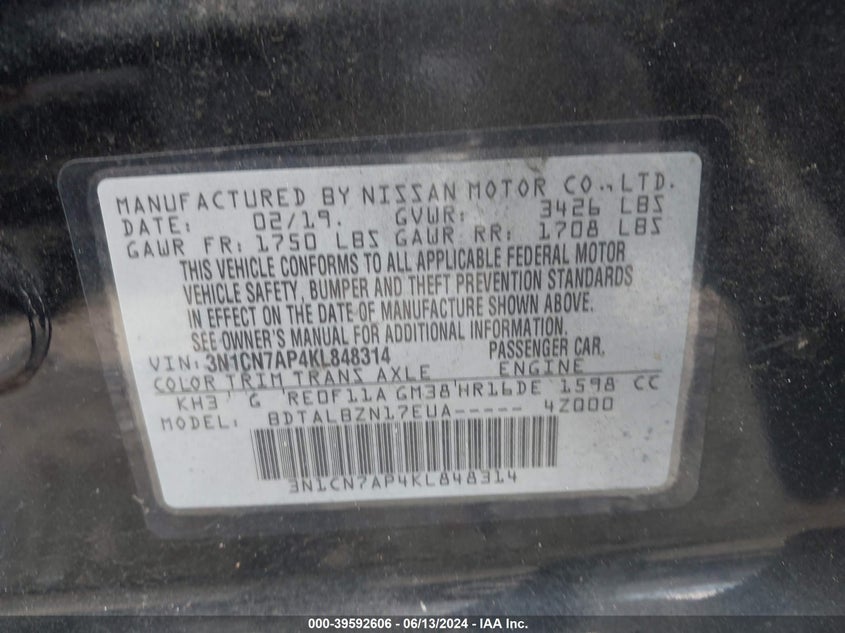 MANUFACTURED BY NISSAN MOTOR CO., LTD.
DATE: 02/19. GVWR: 3426 LBS
GAWR FR: 1750 LBS GAWR RR: 1708 LBS
THIS VEHICLE CONFORMS TO ALL APPLICABLE FEDERAL MOTOR
VEHICLE SAFETY, BUMPER AND THEFT PREVENTION STANDARDS
IN EFFECT ON THE DATE OF MANUFACTURE SHOWN ABOVE.
SEE OWNER'S MANUAL FOR ADDITIONAL INFORMATION.
VIN: 3N1CN7AP4KL848314 PASSENGER CAR.
COLOR TRIM TRANS AXLE ENGINE
KH3 G RE0F11A GM38 HR16DE 1598 CC
MODEL: BDTALBZN17EUA----- 4Z000
3N1CN7AP4KL848314
000-39592606 - 06/13/2024 - IAA Inc.